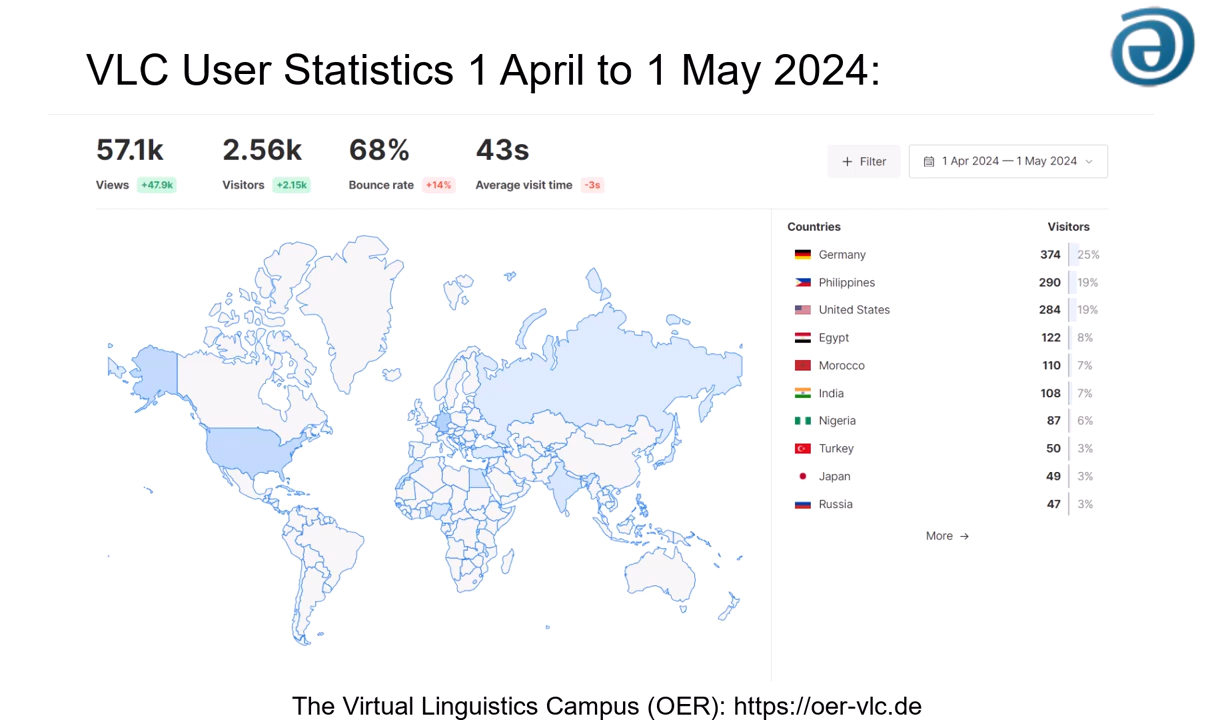 VLC User Statistics 1 April to 1 May 2024:
57.1k 2.56k 68% 43s
Views +47.9k Visitors +2.15k Bounce rate +14% Average visit time -3s
+ Filter 1 Apr 2024 — 1 May 2024
Countries Visitors
Germany 374 25%
Philippines 290 19%
United States 284 19%
Egypt 122 8%
Morocco 110 7%
India 108 7%
Nigeria 87 6%
Turkey 50 3%
Japan 49 3%
Russia 47 3%
More →
The Virtual Linguistics Campus (OER): https://oer-vlc.de